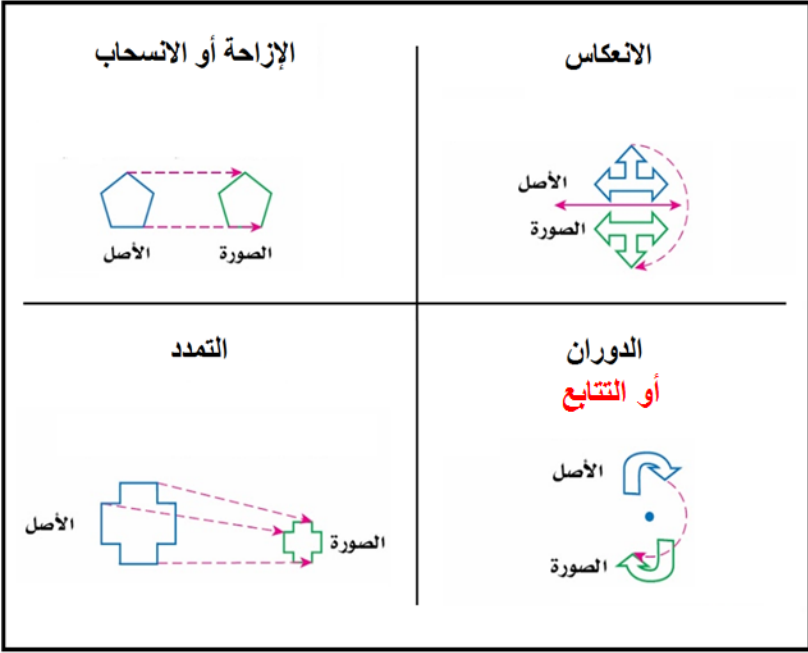 الانعكاس
الأصل
الصورة
الإزاحة أو الانسحاب
الأصل
الصورة
الدوران
أو التتابع
الأصل
الصورة
التمدد
الأصل
الصورة